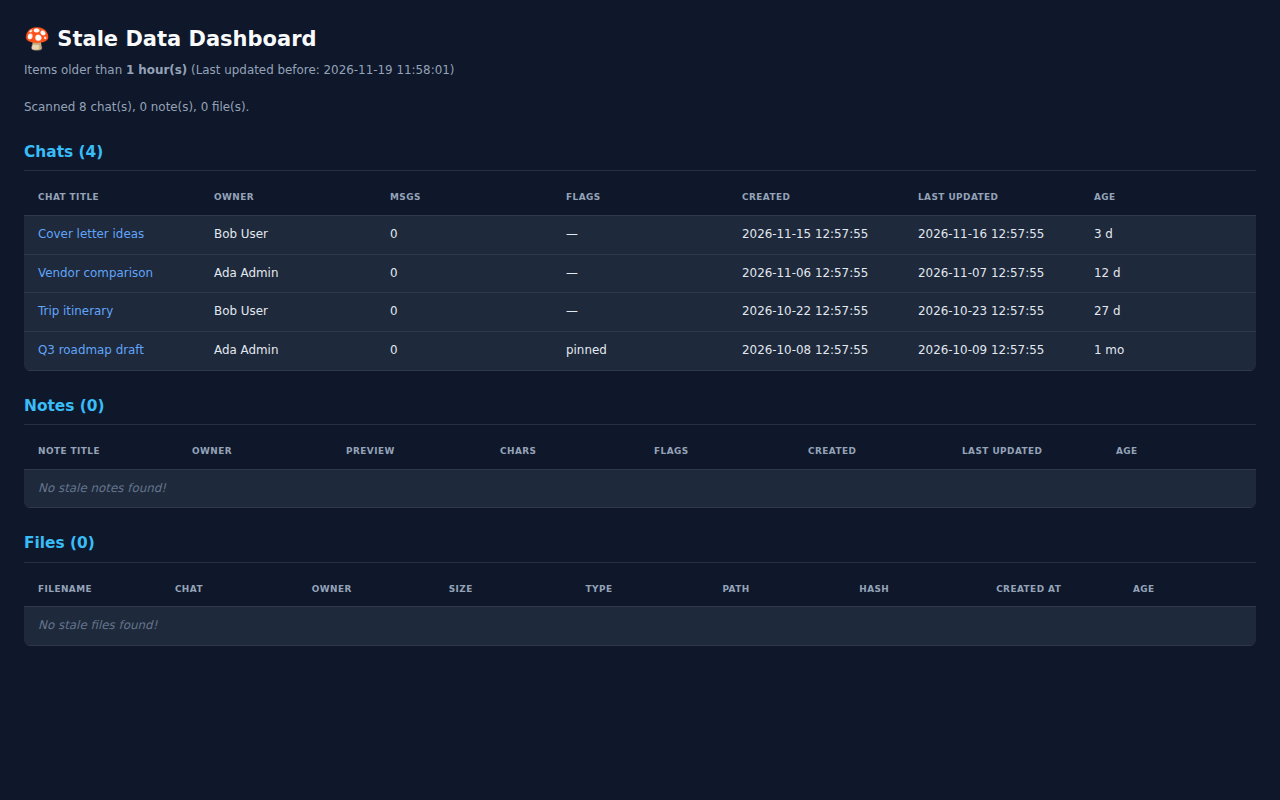 🍄 Stale Data Dashboard
Items older than 1 hour(s) (Last updated before: 2026-11-19 11:58:01)
Scanned 8 chat(s), 0 note(s), 0 file(s).
Chats (4)
CHAT TITLE OWNER MSGS FLAGS CREATED LAST UPDATED AGE
Cover letter ideas Bob User 0 — 2026-11-15 12:57:55 2026-11-16 12:57:55 3 d
Vendor comparison Ada Admin 0 — 2026-11-06 12:57:55 2026-11-07 12:57:55 12 d
Trip itinerary Bob User 0 — 2026-10-22 12:57:55 2026-10-23 12:57:55 27 d
Q3 roadmap draft Ada Admin 0 pinned 2026-10-08 12:57:55 2026-10-09 12:57:55 1 mo
Notes (0)
NOTE TITLE OWNER PREVIEW CHARS FLAGS CREATED LAST UPDATED AGE
No stale notes found!
Files (0)
FILENAME CHAT OWNER SIZE TYPE PATH HASH CREATED AT AGE
No stale files found!